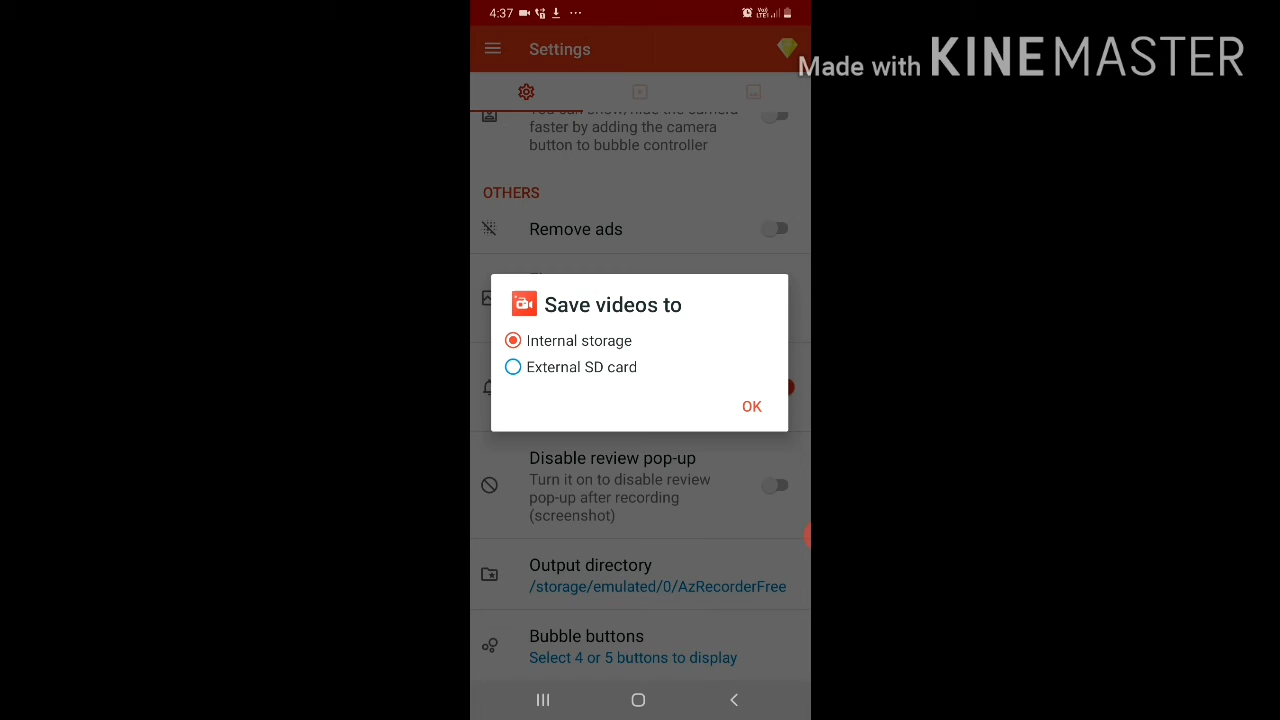 4:37
LTE1
Settings
Made with KINEMASTER
faster by adding the camera
button to bubble controller
OTHERS
Remove ads
Save videos to
Internal storage
External SD card
OK
Disable review pop-up
Turn it on to disable review
pop-up after recording
(screenshot)
Output directory
/storage/emulated/0/AzRecorderFree
Bubble buttons
Select 4 or 5 buttons to display